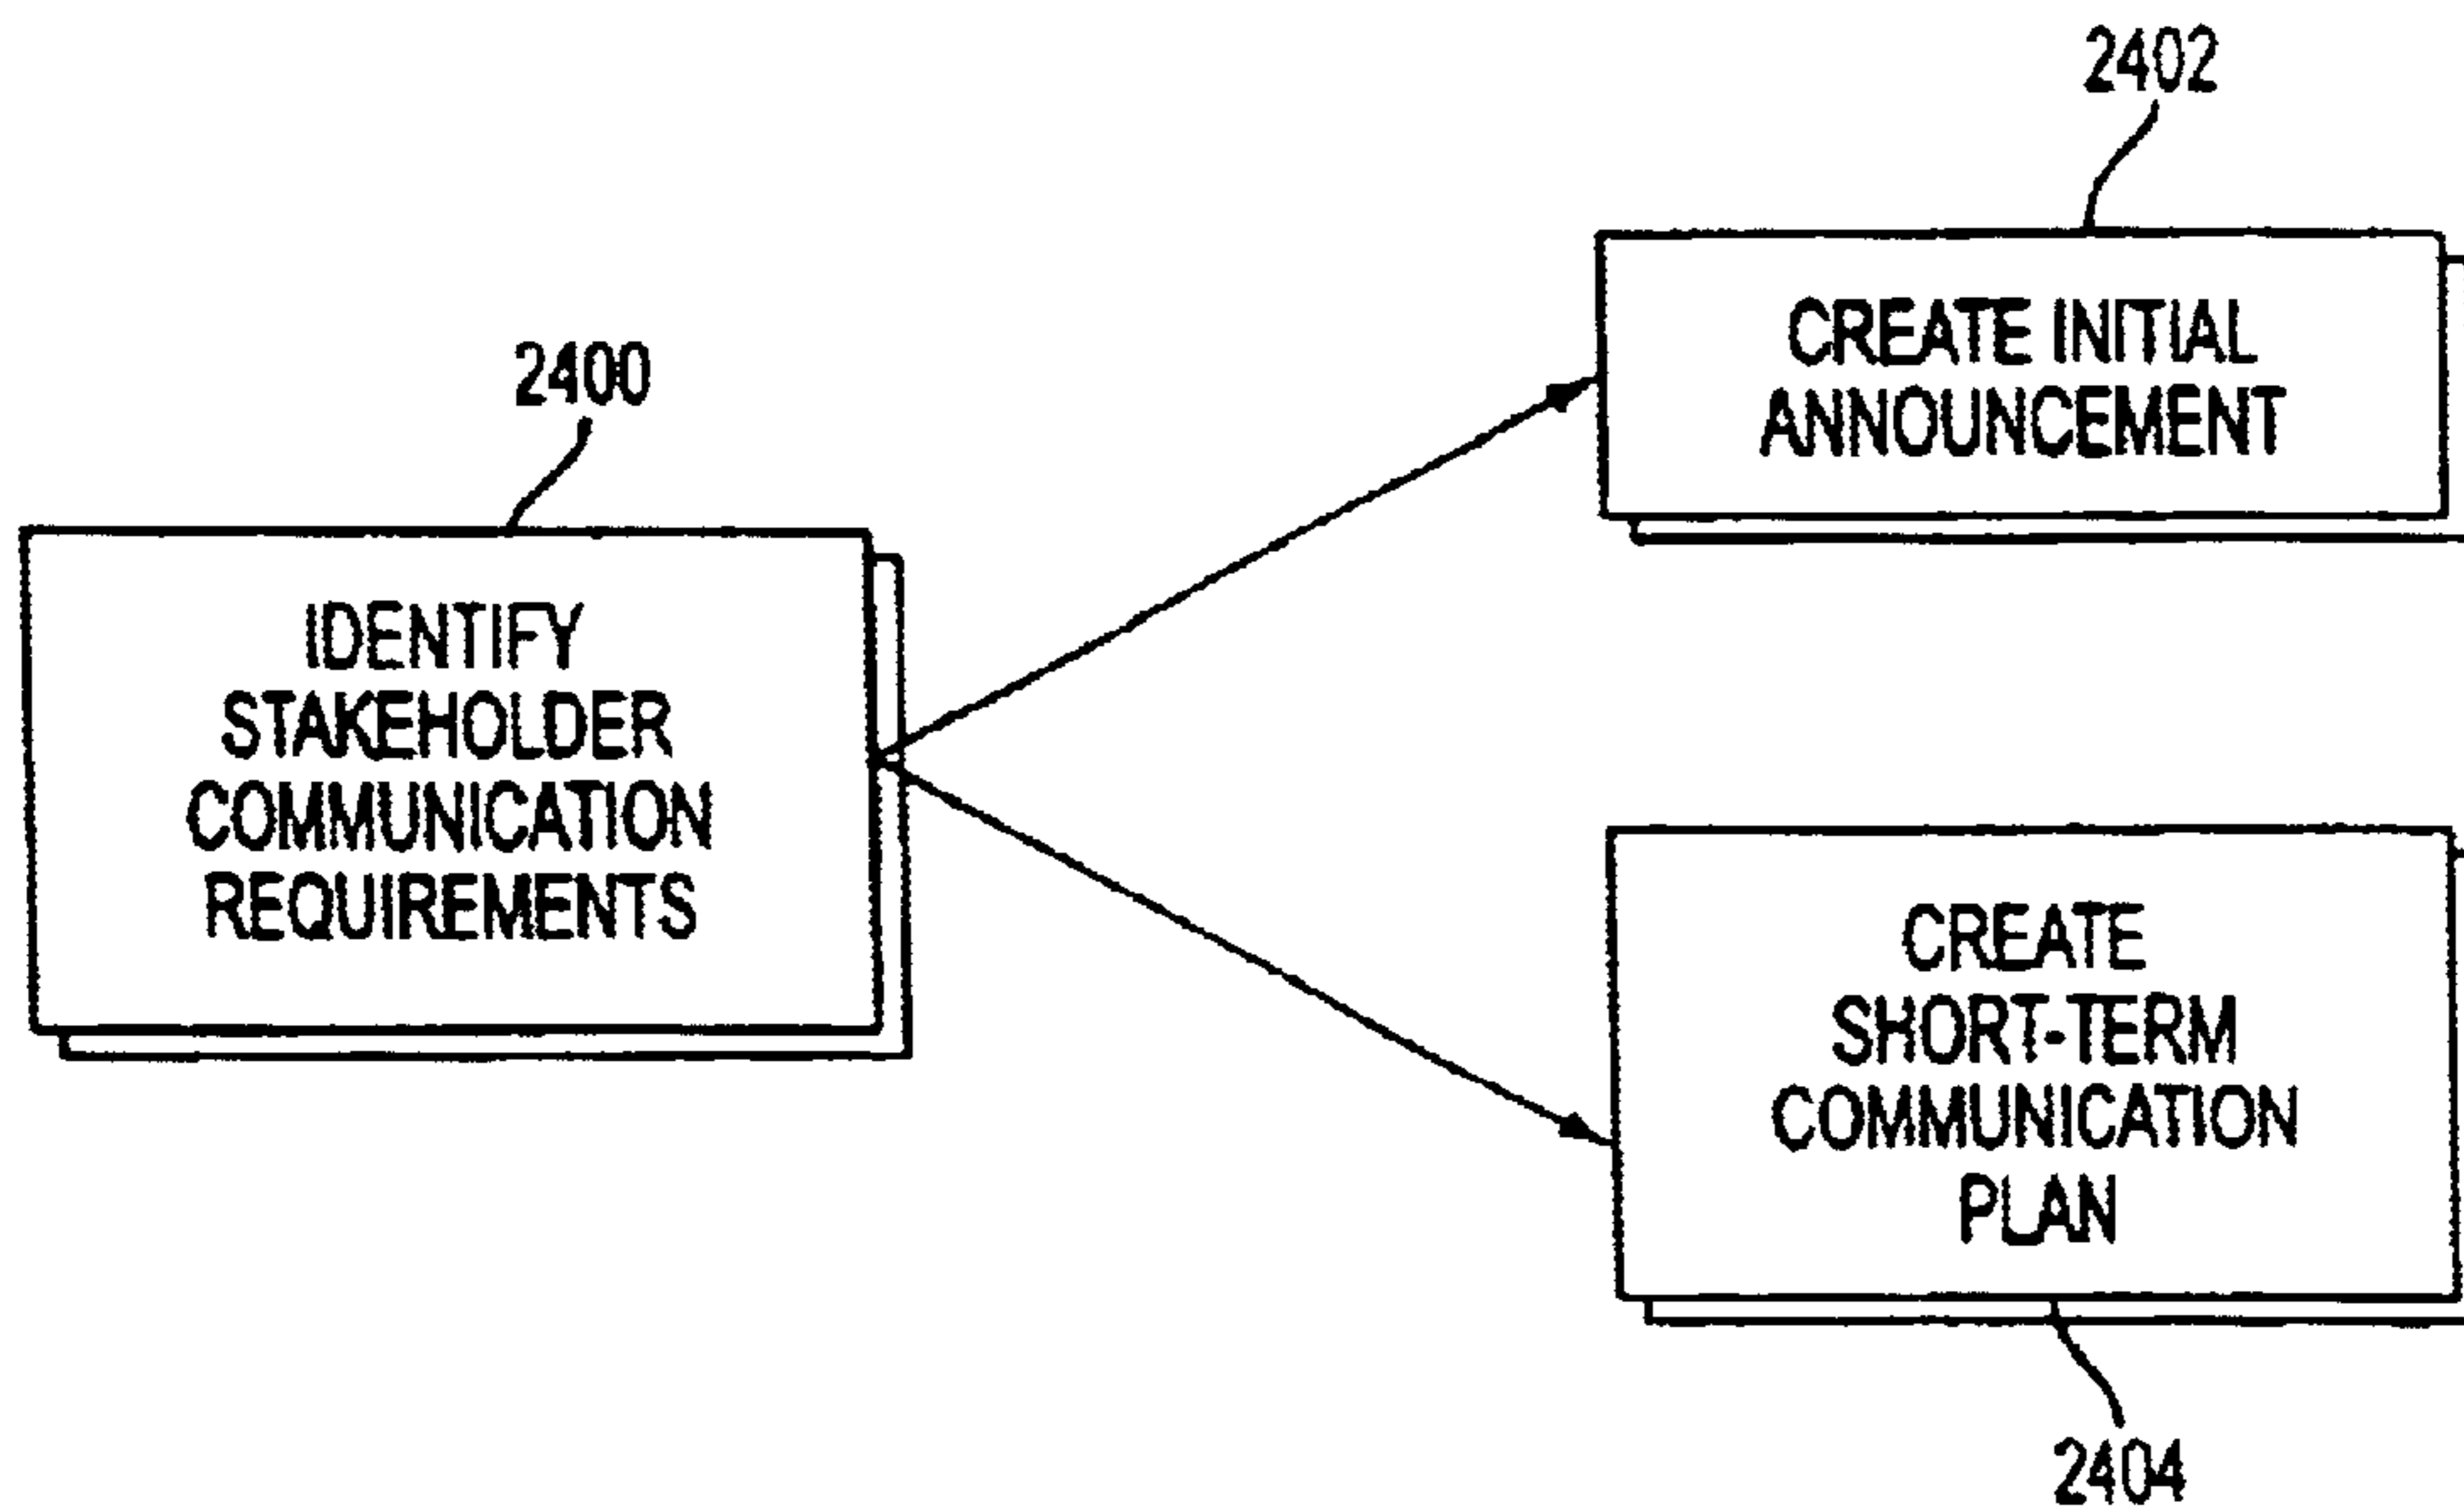 2400
IDENTIFY
STAKEHOLDER
COMMUNICATION
REQUIREMENTS
2402
CREATE INITIAL
ANNOUNCEMENT
CREATE
SHORT-TERM
COMMUNICATION
PLAN
2404